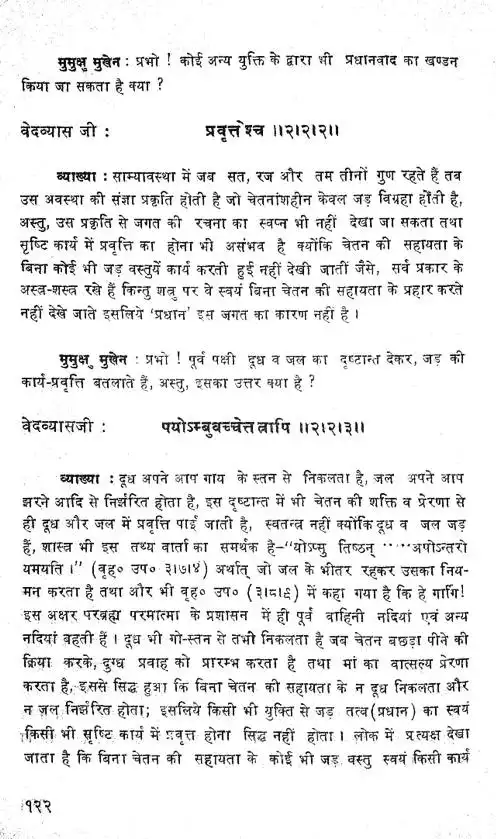 मुमुक्षु मुखेन : प्रभो ! कोई अन्य युक्ति के द्वारा भी प्रधानवाद का खण्डन
किया जा सकता है क्या ?
वेदव्यास जी : प्रवृत्तेश्च ॥२।२।२॥
व्याख्या : साम्यावस्था में जब सत, रज और तम तीनों गुण रहते हैं तब
उस अवस्था की संज्ञा प्रकृति होती है जो चेतनांशहीन केवल जड़ विग्रहा होती है,
अस्तु, उस प्रकृति से जगत की रचना का स्वप्न भी नहीं देखा जा सकता तथा
सृष्टि कार्य में प्रवृत्ति का होना भी असंभव है क्योंकि चेतन की सहायता के
बिना कोई भी जड़ वस्तुयें कार्य करती हुई नहीं देखी जातीं जैसे, सर्व प्रकार के
अस्त्र-शस्त्र रखे हैं किन्तु शत्रु पर वे स्वयं बिना चेतन की सहायता के प्रहार करते
नहीं देखे जाते इसलिये 'प्रधान' इस जगत का कारण नहीं है ।
मुमुक्षु मुखेन : प्रभो ! पूर्व पक्षी दूध व जल का दृष्टान्त देकर, जड़ की
कार्य-प्रवृत्ति बतलाते हैं, अस्तु, इसका उत्तर क्या है ?
वेदव्यासजी : पयोऽम्बुवच्चेत्तत्रापि ॥२।२।३॥
व्याख्या : दूध अपने आप गाय के स्तन से निकलता है, जल अपने आप
झरने आदि से निर्झरित होता है, इस दृष्टान्त में भी चेतन की शक्ति व प्रेरणा से
ही दूध और जल में प्रवृत्ति पाई जाती है, स्वतन्त्र नहीं क्योंकि दूध व जल जड़
हैं, शास्त्र भी इस तथ्य वार्ता का समर्थक है–"योऽप्सु तिष्ठन् ·····अपोऽन्तरो
यमयति ।" (वृह० उप० ३।७।४) अर्थात् जो जल के भीतर रहकर उसका निय-
मन करता है तथा और भी वृह० उप० (३।८।९) में कहा गया है कि हे गार्गि!
इस अक्षर परब्रह्म परमात्मा के प्रशासन में ही पूर्व वाहिनी नदियां एवं अन्य
नदियां बहती हैं । दूध भी गो-स्तन से तभी निकलता है जब चेतन बछड़ा पीने की
क्रिया करके, दुग्ध प्रवाह को प्रारम्भ करता है तथा मां का वात्सल्य प्रेरणा
करता है, इससे सिद्ध हुआ कि बिना चेतन की सहायता के न दूध निकलता और
न जल निर्झरित होता; इसलिये किसी भी युक्ति से जड़ तत्व (प्रधान) का स्वयं
किसी भी सृष्टि कार्य में प्रवृत्त होना सिद्ध नहीं होता । लोक में प्रत्यक्ष देखा
जाता है कि बिना चेतन की सहायता के कोई भी जड़ वस्तु स्वयं किसी कार्य
१२२